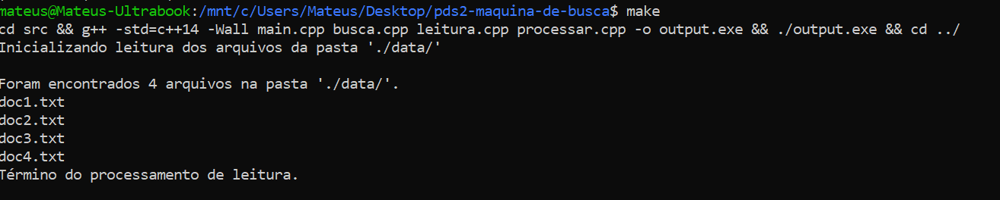 mateus@Mateus-Ultrabook:/mnt/c/Users/Mateus/Desktop/pds2-maquina-de-busca$ make
cd src && g++ -std=c++14 -Wall main.cpp busca.cpp leitura.cpp processar.cpp -o output.exe && ./output.exe && cd ../
Inicializando leitura dos arquivos da pasta './data/'
Foram encontrados 4 arquivos na pasta './data/'.
doc1.txt
doc2.txt
doc3.txt
doc4.txt
Término do processamento de leitura.